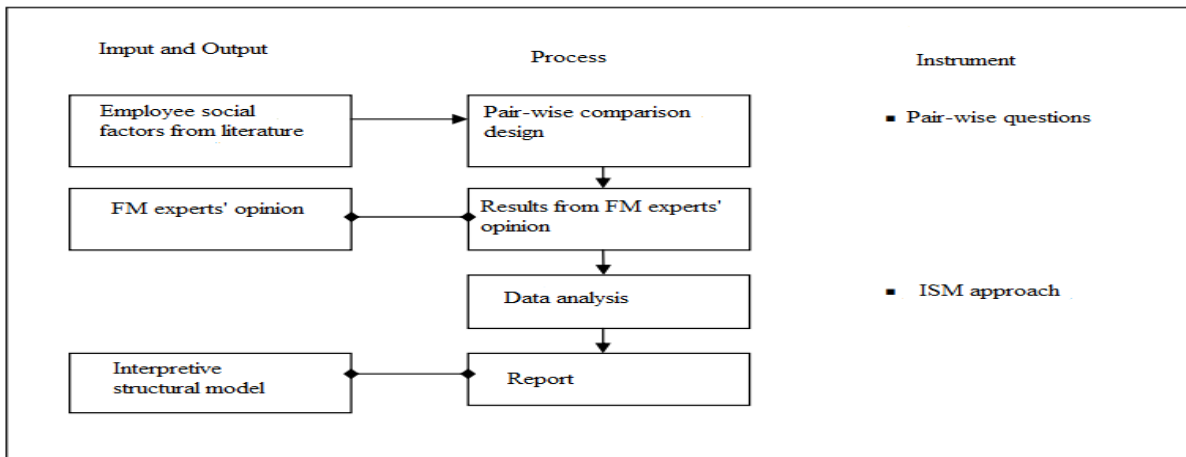 Imput and Output
Process
Instrument
Employee social
factors from literature
Pair-wise comparison
design
▪ Pair-wise questions
FM experts' opinion
Results from FM experts'
opinion
Data analysis
▪ ISM approach
Interpretive
structural model
Report